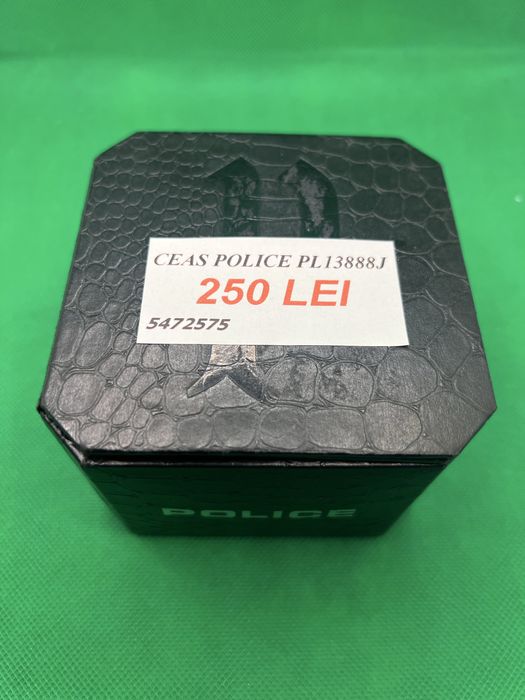 CEAS POLICE PL13888J
250 LEI
5472575
POLICE